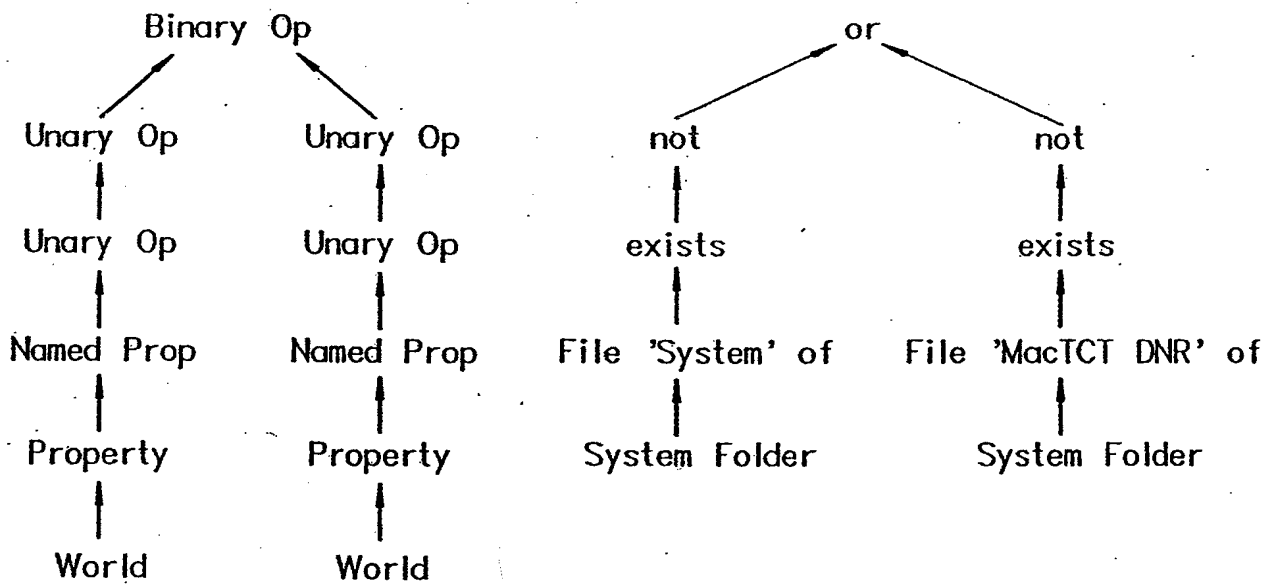 Binary Op or
Unary Op Unary Op not not
Unary Op Unary Op exists exists
Named Prop Named Prop File 'System' of File 'MacTCT DNR' of
Property Property System Folder System Folder
World World